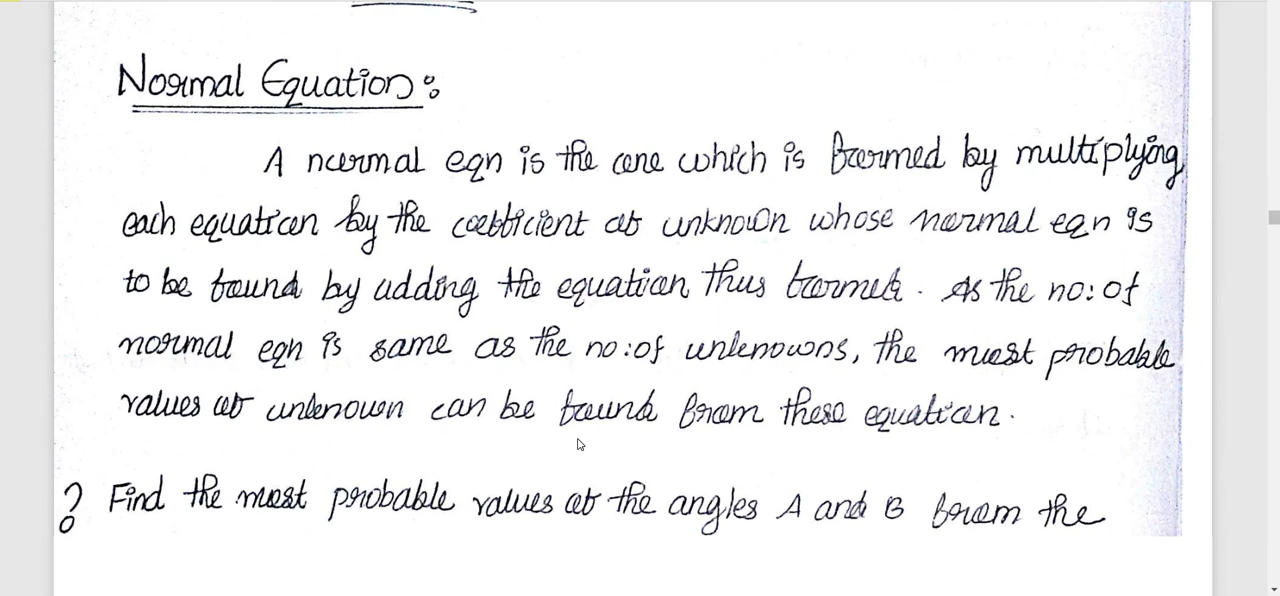 Normal Equation:
A normal eqn is the one which is formed by multiplying
each equation by the coefficient of unknown whose normal eqn is
to be found by adding the equation thus formed. As the no: of
normal eqn is same as the no: of unknowns, the most probable
values of unknown can be found from these equation.
? Find the most probable values of the angles A and B from the